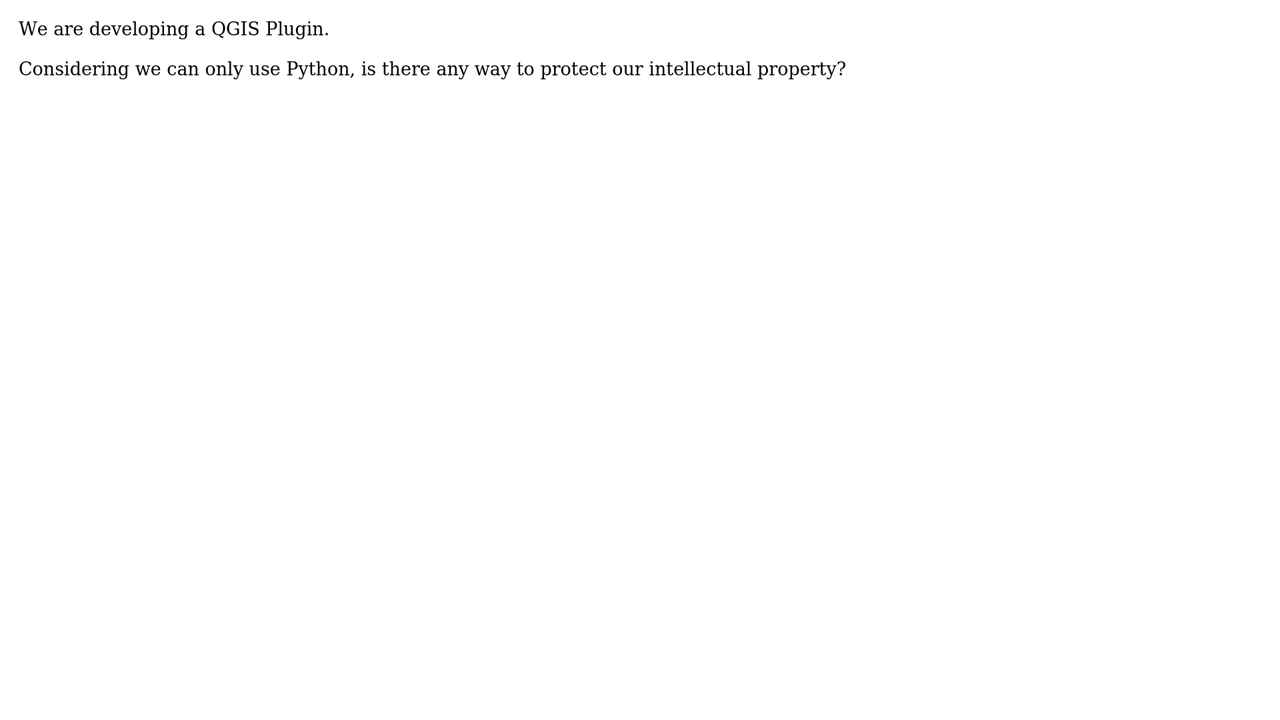 We are developing a QGIS Plugin.
Considering we can only use Python, is there any way to protect our intellectual property?